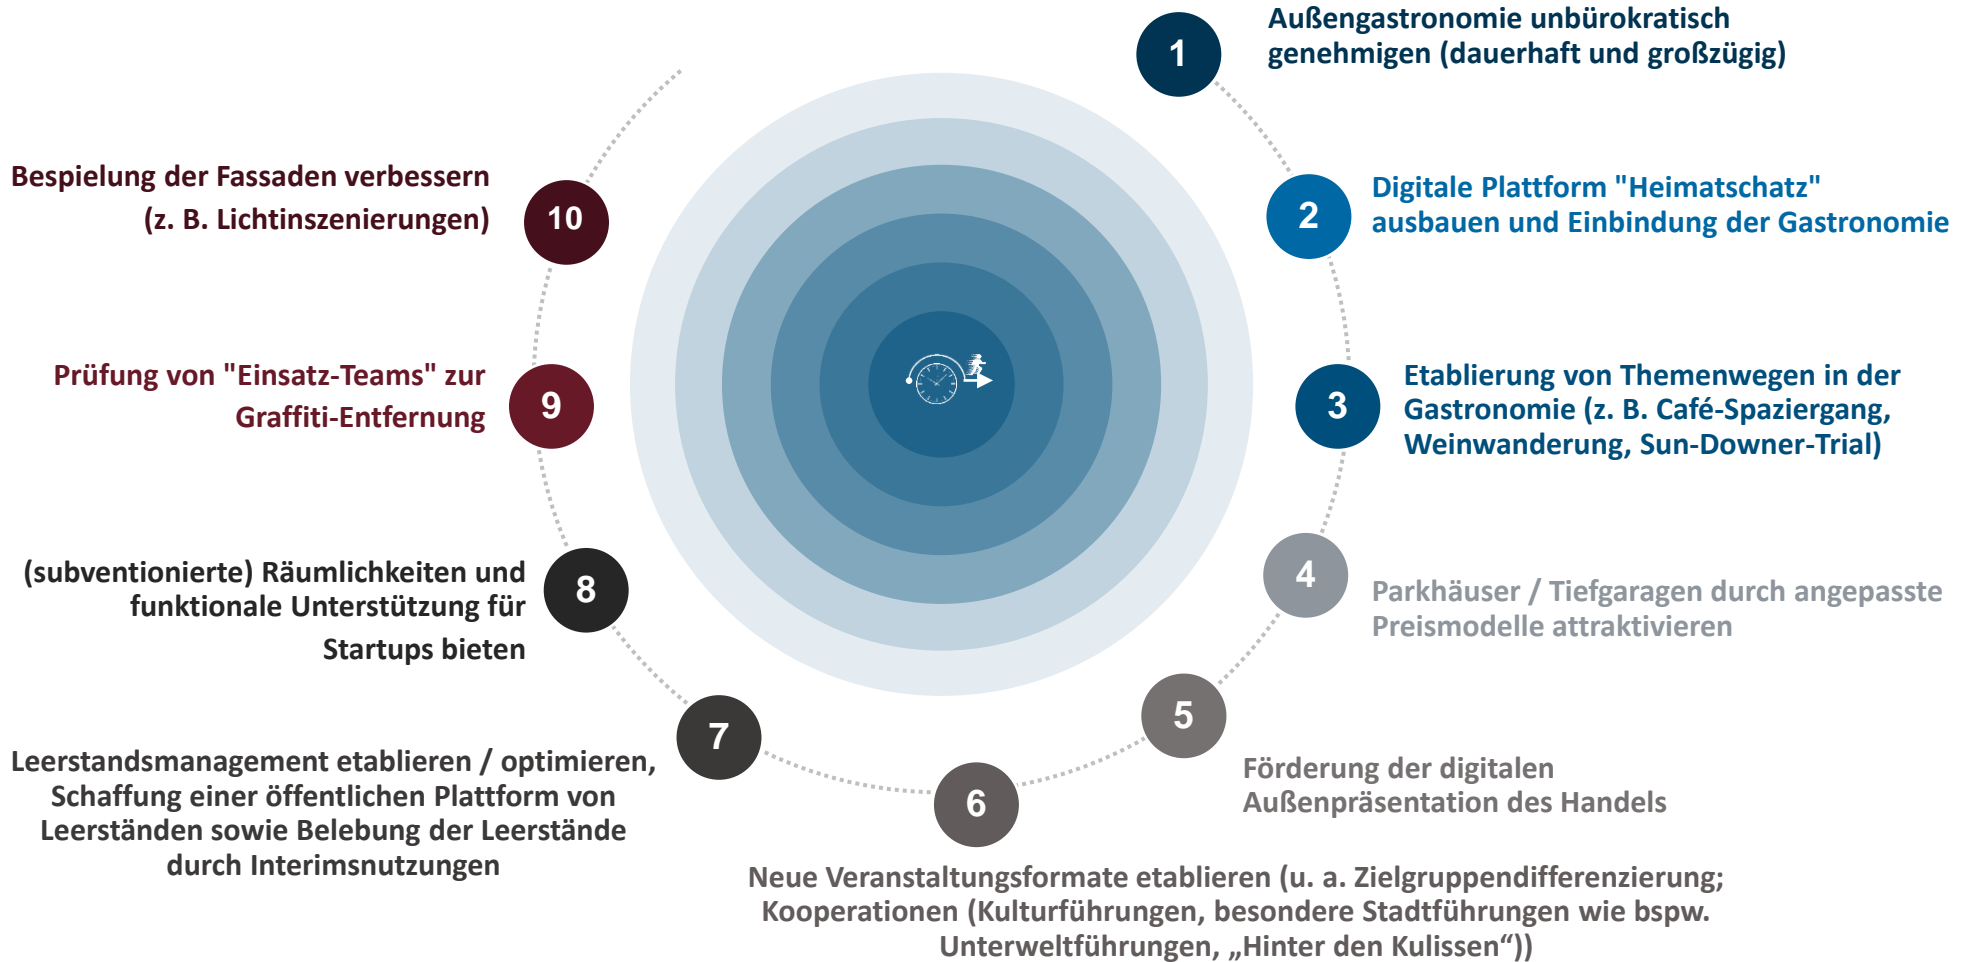 1
Außengastronomie unbürokratisch
genehmigen (dauerhaft und großzügig)
2
Digitale Plattform "Heimatschatz"
ausbauen und Einbindung der Gastronomie
3
Etablierung von Themenwegen in der
Gastronomie (z. B. Café-Spaziergang,
Weinwanderung, Sun-Downer-Trial)
4
Parkhäuser / Tiefgaragen durch angepasste
Preismodelle attraktivieren
5
Förderung der digitalen
Außenpräsentation des Handels
6
Neue Veranstaltungsformate etablieren (u. a. Zielgruppendifferenzierung;
Kooperationen (Kulturführungen, besondere Stadtführungen wie bspw.
Unterweltführungen, „Hinter den Kulissen“))
7
Leerstandsmanagement etablieren / optimieren,
Schaffung einer öffentlichen Plattform von
Leerständen sowie Belebung der Leerstände
durch Interimsnutzungen
8
(subventionierte) Räumlichkeiten und
funktionale Unterstützung für
Startups bieten
9
Prüfung von "Einsatz-Teams" zur
Graffiti-Entfernung
10
Bespielung der Fassaden verbessern
(z. B. Lichtinszenierungen)